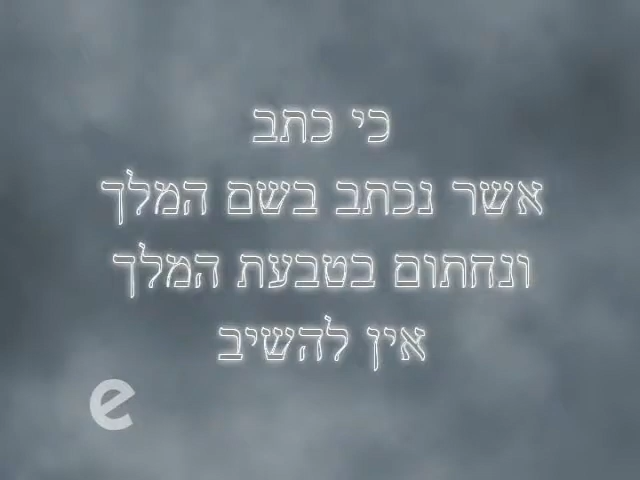 כי כתב
אשר נכתב בשם המלך
ונחתום בטבעת המלך
אין להשיב
e